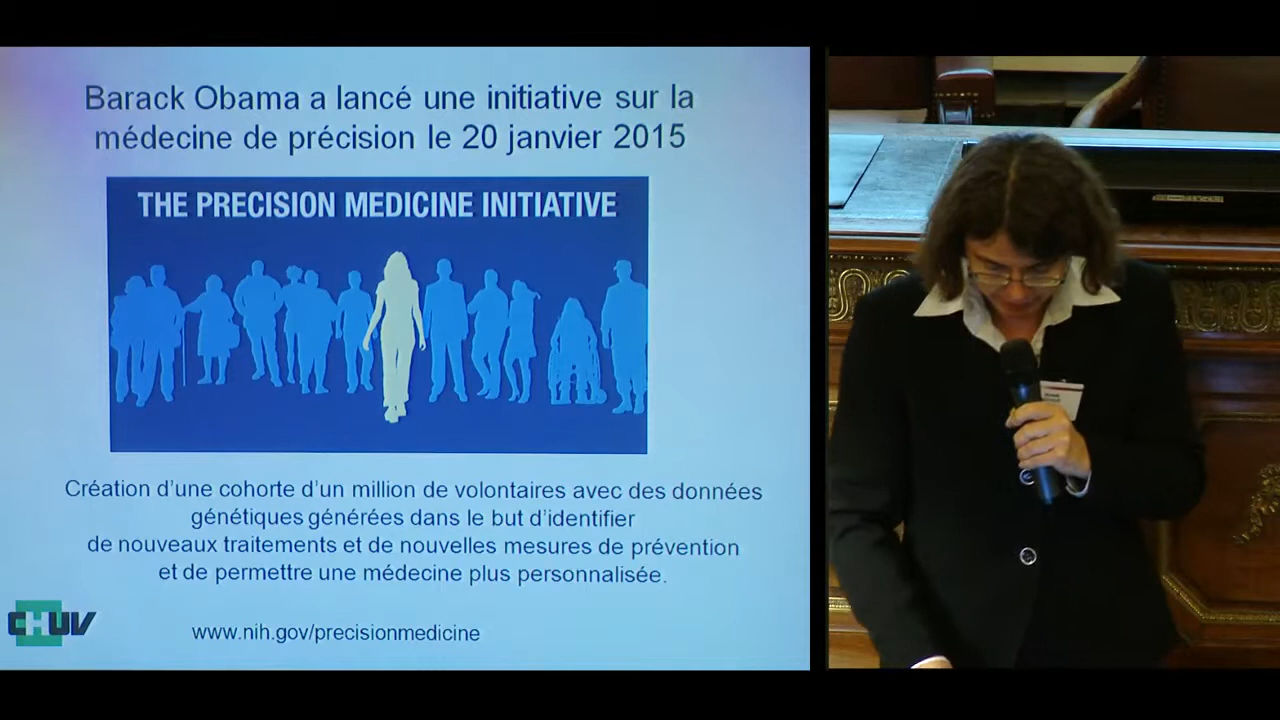 Barack Obama a lancé une initiative sur la
médecine de précision le 20 janvier 2015
THE PRECISION MEDICINE INITIATIVE
Création d’une cohorte d’un million de volontaires avec des données
génétiques générées dans le but d’identifier
de nouveaux traitements et de nouvelles mesures de prévention
et de permettre une médecine plus personnalisée.
CHUV
www.nih.gov/precisionmedicine